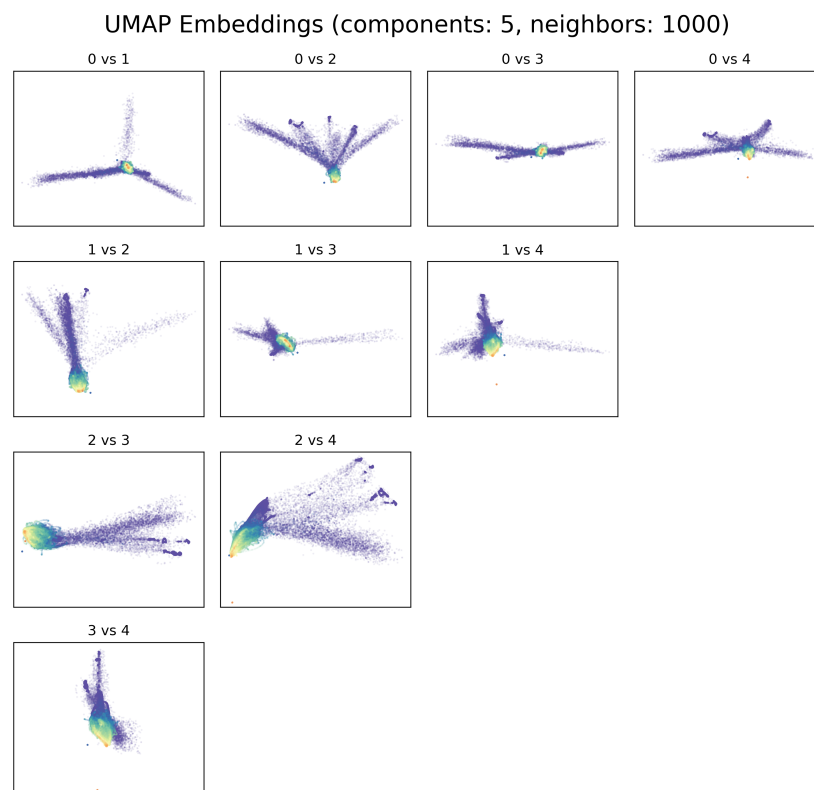 UMAP Embeddings (components: 5, neighbors: 1000)
0 vs 1
0 vs 2
0 vs 3
0 vs 4
1 vs 2
1 vs 3
1 vs 4
2 vs 3
2 vs 4
3 vs 4